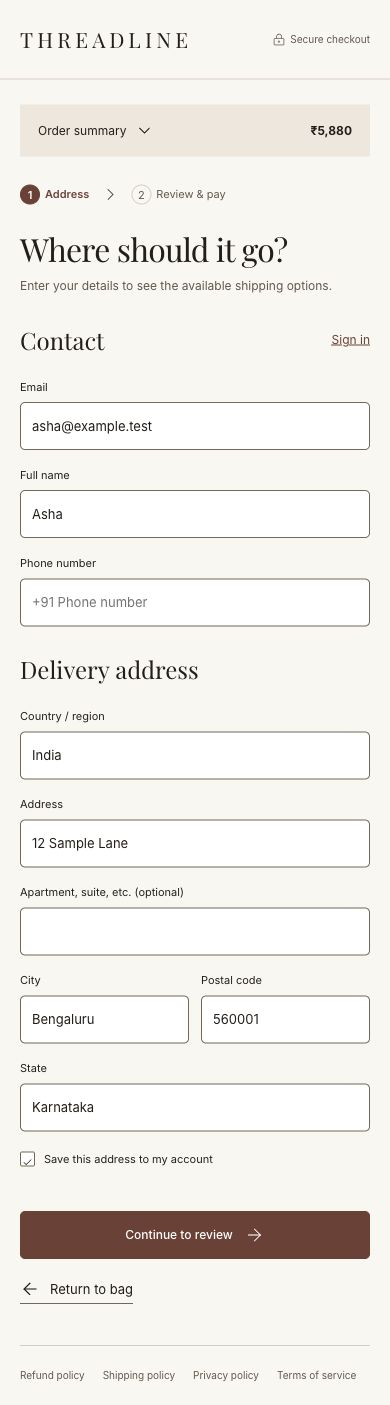 THREADLINE
Secure checkout
Order summary ₹5,880
1 Address 2 Review & pay
Where should it go?
Enter your details to see the available shipping options.
Contact Sign in
Email
asha@example.test
Full name
Asha
Phone number
+91 Phone number
Delivery address
Country / region
India
Address
12 Sample Lane
Apartment, suite, etc. (optional)
City Postal code
Bengaluru 560001
State
Karnataka
Save this address to my account
Continue to review
Return to bag
Refund policy Shipping policy Privacy policy Terms of service